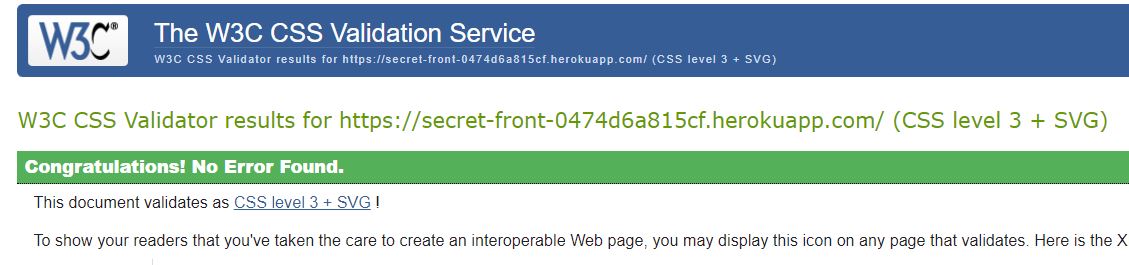 W3C®
The W3C CSS Validation Service
W3C CSS Validator results for https://secret-front-0474d6a815cf.herokuapp.com/ (CSS level 3 + SVG)
W3C CSS Validator results for https://secret-front-0474d6a815cf.herokuapp.com/ (CSS level 3 + SVG)
Congratulations! No Error Found.
This document validates as CSS level 3 + SVG !
To show your readers that you've taken the care to create an interoperable Web page, you may display this icon on any page that validates. Here is the X